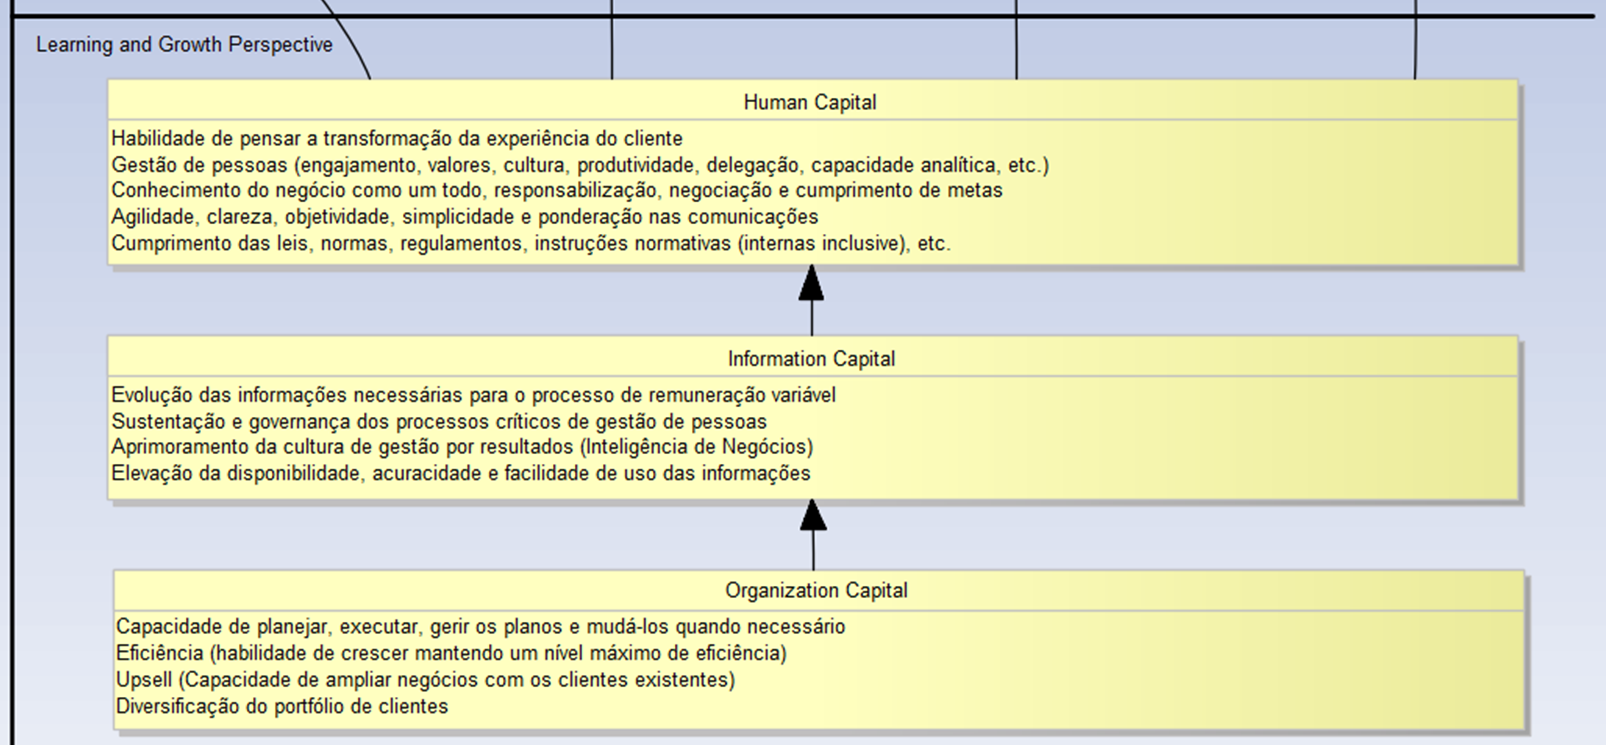 Learning and Growth Perspective
Human Capital
Habilidade de pensar a transformação da experiência do cliente
Gestão de pessoas (engajamento, valores, cultura, produtividade, delegação, capacidade analítica, etc.)
Conhecimento do negócio como um todo, responsabilização, negociação e cumprimento de metas
Agilidade, clareza, objetividade, simplicidade e ponderação nas comunicações
Cumprimento das leis, normas, regulamentos, instruções normativas (internas inclusive), etc.
Information Capital
Evolução das informações necessárias para o processo de remuneração variável
Sustentação e governança dos processos críticos de gestão de pessoas
Aprimoramento da cultura de gestão por resultados (Inteligência de Negócios)
Elevação da disponibilidade, acuracidade e facilidade de uso das informações
Organization Capital
Capacidade de planejar, executar, gerir os planos e mudá-los quando necessário
Eficiência (habilidade de crescer mantendo um nível máximo de eficiência)
Upsell (Capacidade de ampliar negócios com os clientes existentes)
Diversificação do portfólio de clientes